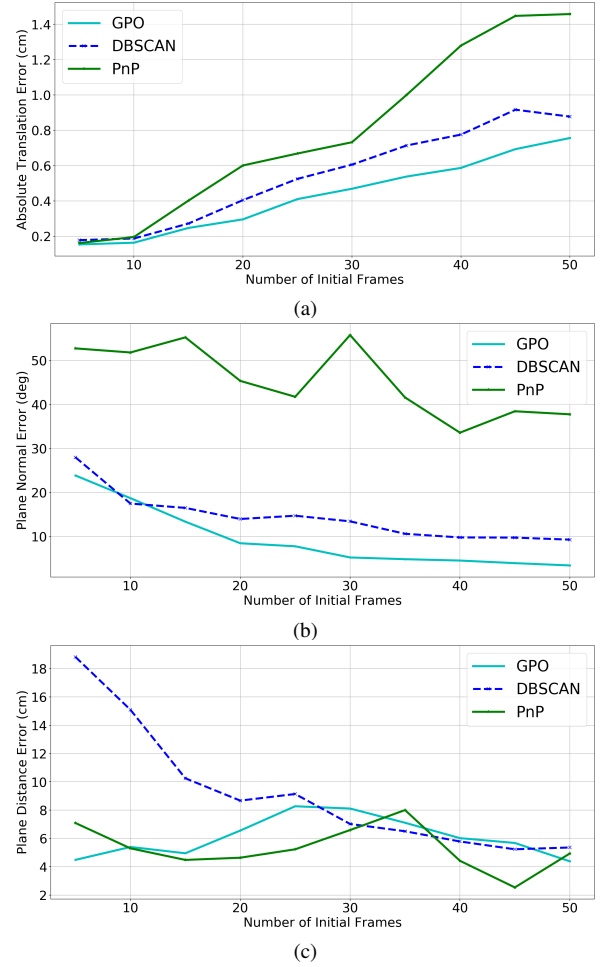 1.4
1.2
1.0
0.8
0.6
0.4
0.2
Absolute Translation Error (cm)
GPO
DBSCAN
PnP
10 20 30 40 50
Number of Initial Frames
(a)
50
40
30
20
10
Plane Normal Error (deg)
GPO
DBSCAN
PnP
10 20 30 40 50
Number of Initial Frames
(b)
18
16
14
12
10
8
6
4
2
Plane Distance Error (cm)
GPO
DBSCAN
PnP
10 20 30 40 50
Number of Initial Frames
(c)